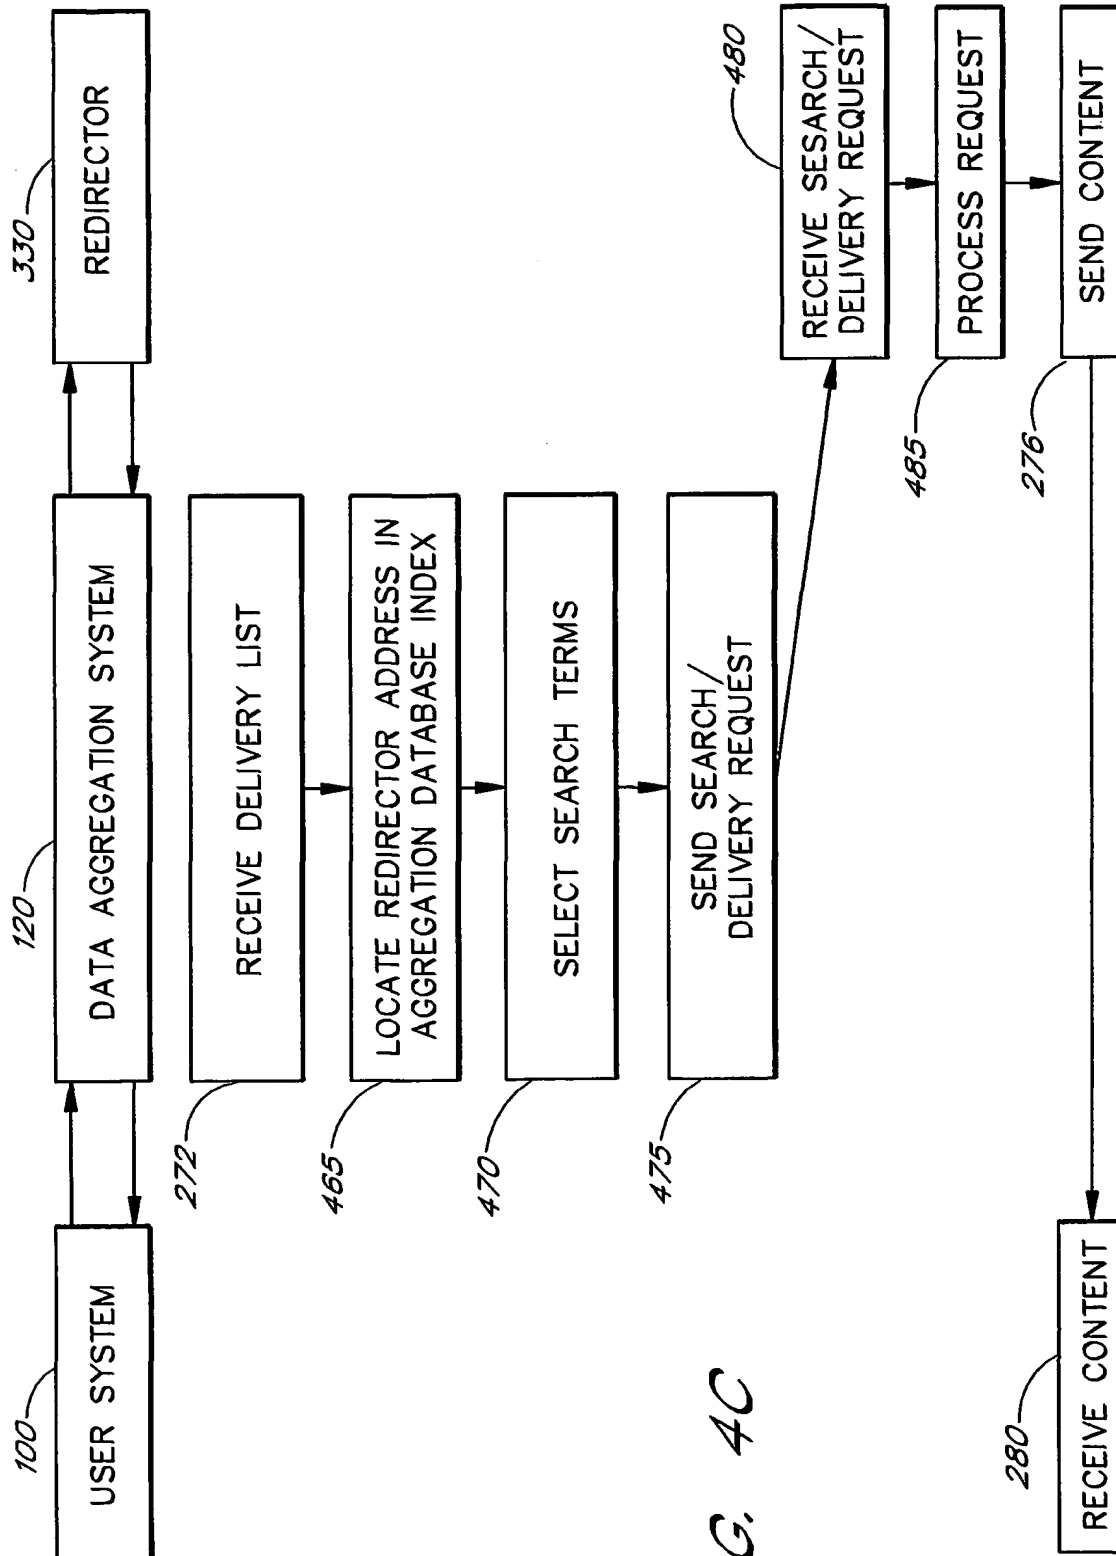 100
USER SYSTEM
120
DATA AGGREGATION SYSTEM
330
REDIRECTOR
272
RECEIVE DELIVERY LIST
465
LOCATE REDIRECTOR ADDRESS IN
AGGREGATION DATABASE INDEX
470
SELECT SEARCH TERMS
475
SEND SEARCH/
DELIVERY REQUEST
480
RECEIVE SESARCH/
DELIVERY REQUEST
485
PROCESS REQUEST
276
SEND CONTENT
280
RECEIVE CONTENT
G. 4C